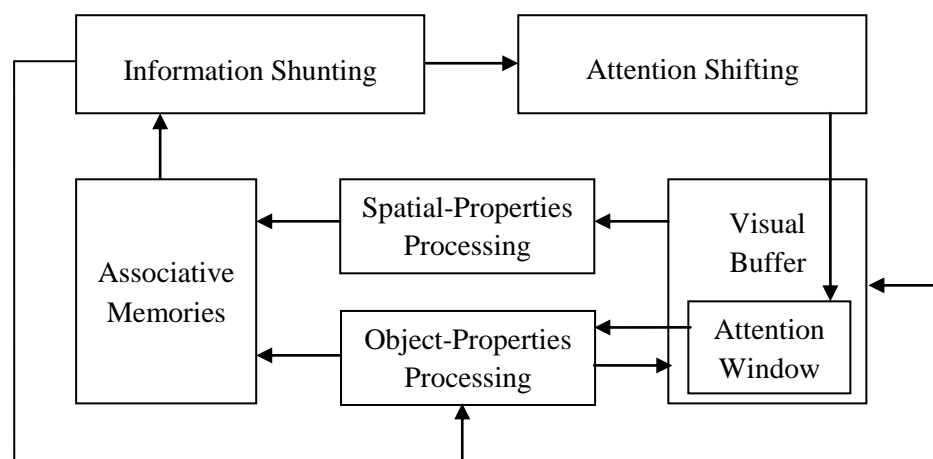 Information Shunting
Attention Shifting
Associative
Memories
Spatial-Properties
Processing
Object-Properties
Processing
Visual
Buffer
Attention
Window